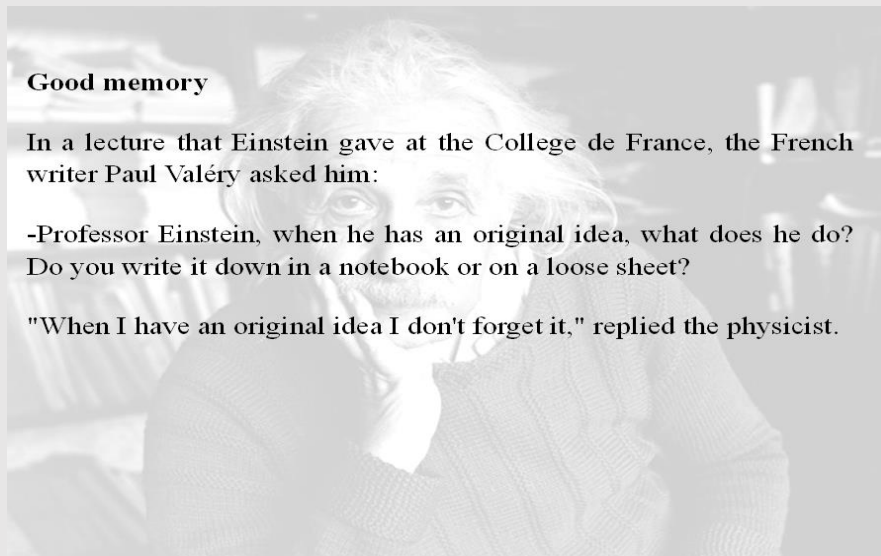 Good memory
In a lecture that Einstein gave at the College de France, the French
writer Paul Valéry asked him:
-Professor Einstein, when he has an original idea, what does he do?
Do you write it down in a notebook or on a loose sheet?
"When I have an original idea I don't forget it," replied the physicist.